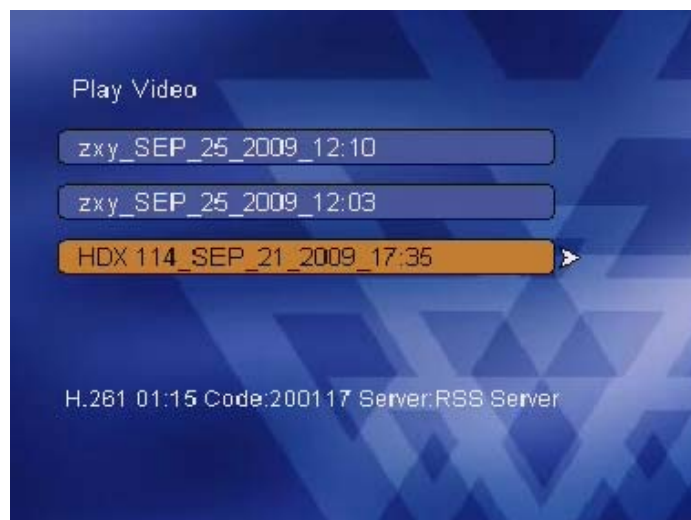 Play Video
zxy_SEP_25_2009_12:10
zxy_SEP_25_2009_12:03
HDX 114_SEP_21_2009_17:35
H.261 01:15 Code:200117 Server:RSS Server